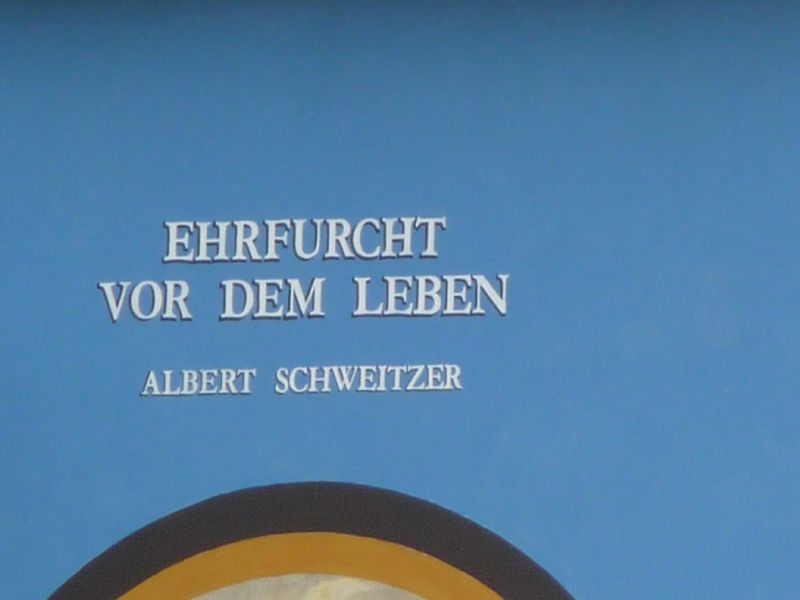 EHRFURCHT
VOR DEM LEBEN
ALBERT SCHWEITZER